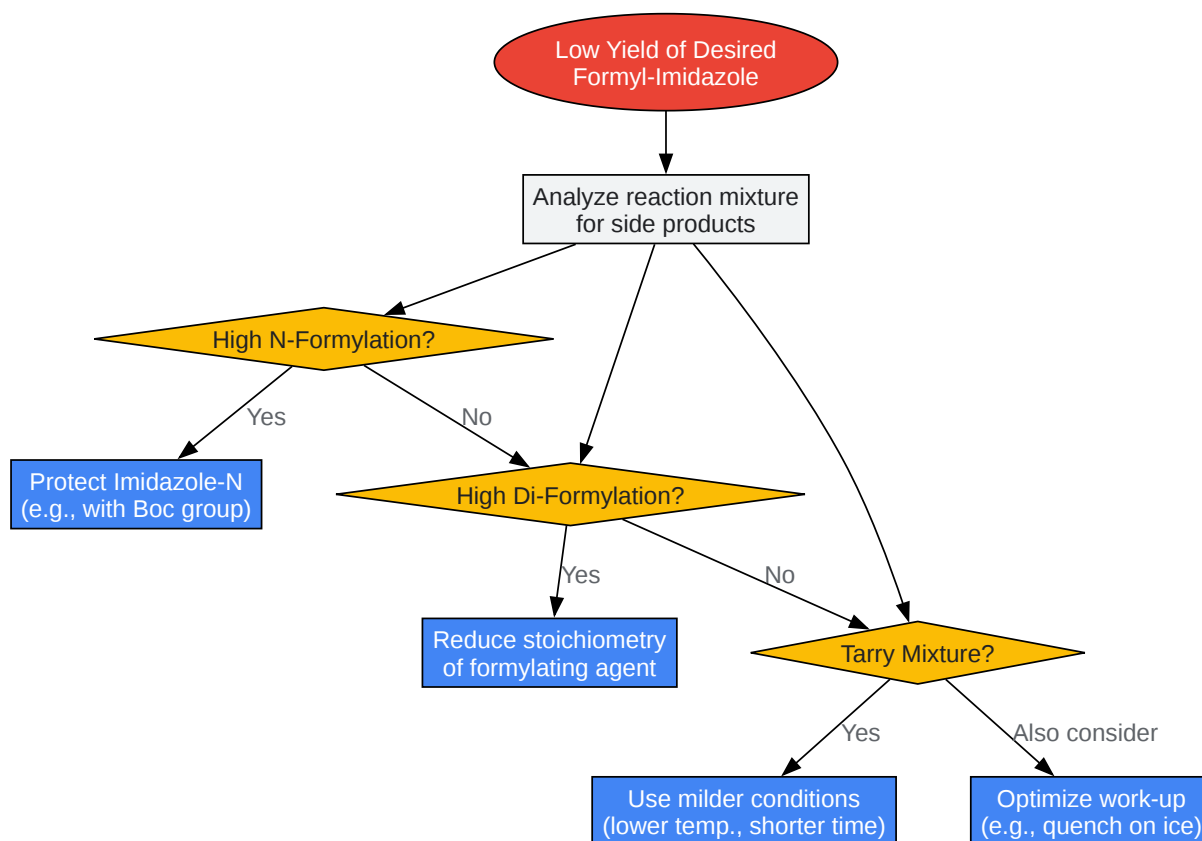 Low Yield of Desired
Formyl-Imidazole
Analyze reaction mixture
for side products
High N-Formylation?
Yes
No
Protect Imidazole-N
(e.g., with Boc group)
High Di-Formylation?
Yes
No
Reduce stoichiometry
of formylating agent
Tarry Mixture?
Yes
Also consider
Use milder conditions
(lower temp., shorter time)
Optimize work-up
(e.g., quench on ice)